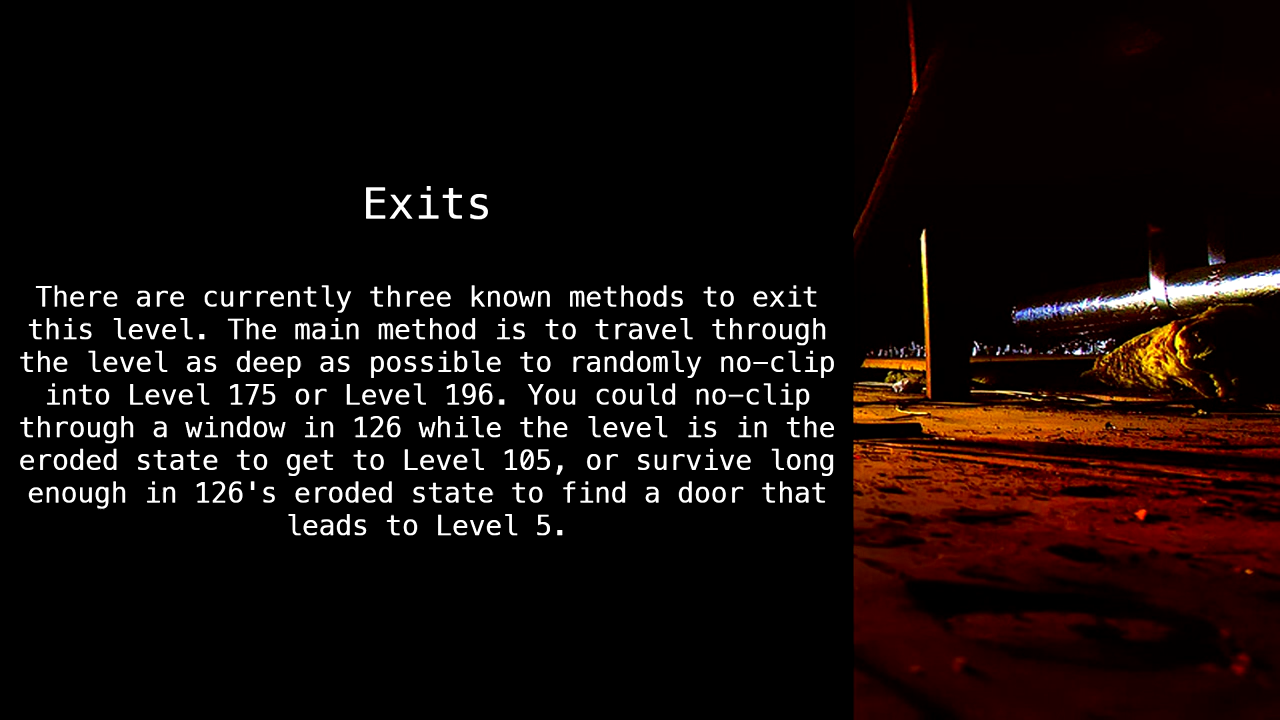 Exits
There are currently three known methods to exit
this level. The main method is to travel through
the level as deep as possible to randomly no–clip
into Level 175 or Level 196. You could no–clip
through a window in 126 while the level is in the
eroded state to get to Level 105, or survive long
enough in 126's eroded state to find a door that
leads to Level 5.